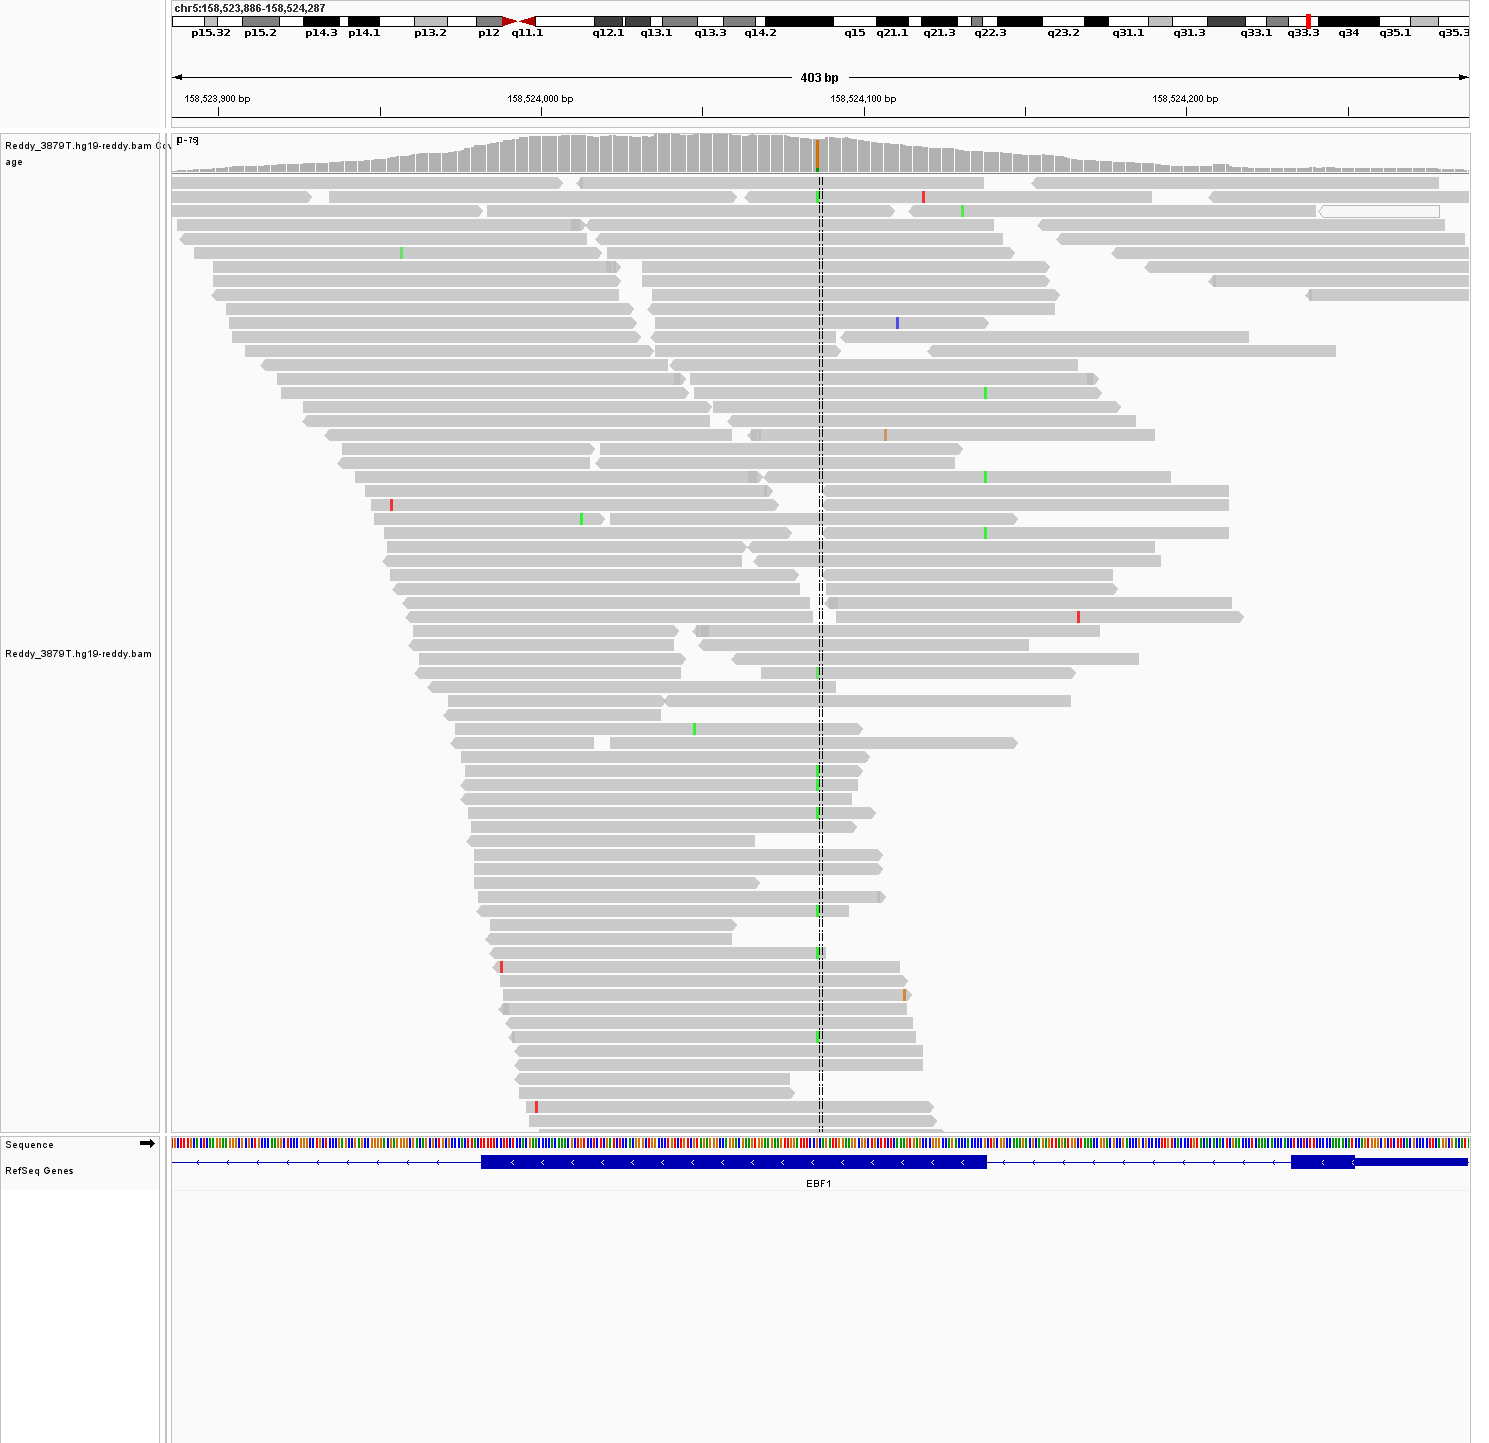 chr5:158,523,886-158,524,287
p15.32 p15.2 p14.3 p14.1 p13.2 p12 q11.1 q12.1 q13.1 q13.3 q14.2 q15 q21.1 q21.3 q22.3 q23.2 q31.1 q31.3 q33.1 q33.3 q34 q35.1 q35.3
403 bp
158,523,900 bp 158,524,000 bp 158,524,100 bp 158,524,200 bp
[0-79]
Reddy_3879T.hg19-reddy.bam Cov
age
Reddy_3879T.hg19-reddy.bam
Sequence
RefSeq Genes
EBF1